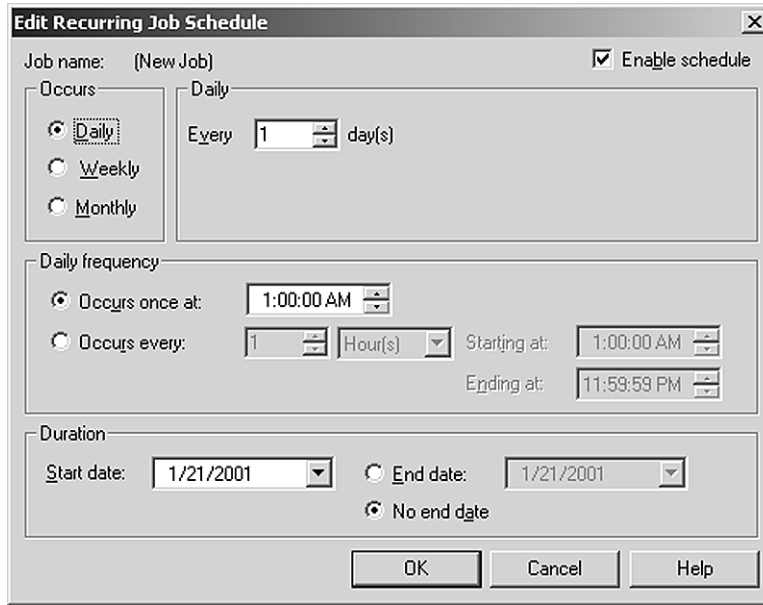 Edit Recurring Job Schedule
Job name: (New Job)
Enable schedule
Occurs
Daily
Weekly
Monthly
Daily
Every 1 day(s)
Daily frequency
Occurs once at: 1:00:00 AM
Occurs every: 1 Hour(s) Starting at: 1:00:00 AM
Ending at: 11:59:59 PM
Duration
Start date: 1/21/2001
End date: 1/21/2001
No end date
OK Cancel Help